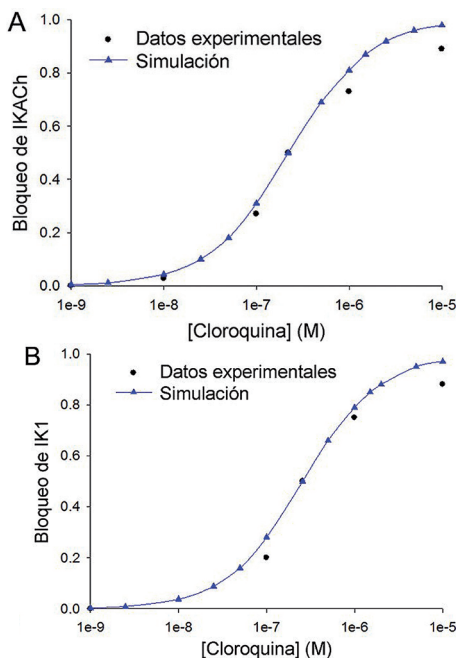 A
Datos experimentales
Simulación
Bloqueo de IKACh
1.0
0.8
0.6
0.4
0.2
0.0
1e-9 1e-8 1e-7 1e-6 1e-5
[Cloroquina] (M)
B
Datos experimentales
Simulación
Bloqueo de IK1
1.0
0.8
0.6
0.4
0.2
0.0
1e-9 1e-8 1e-7 1e-6 1e-5
[Cloroquina] (M)